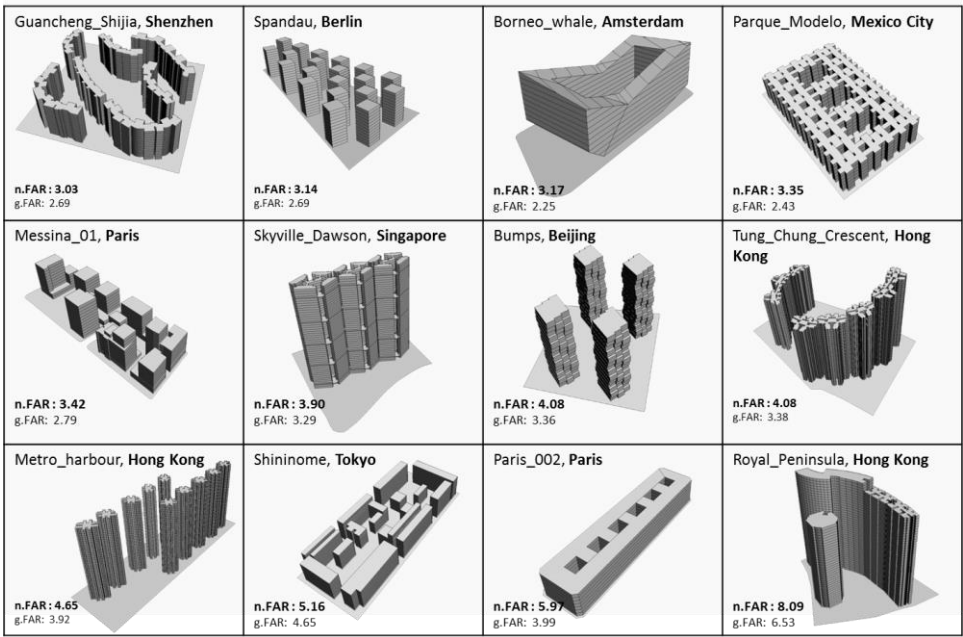 Guancheng_Shijia, Shenzhen
n.FAR : 3.03
g.FAR: 2.69
Spandau, Berlin
n.FAR : 3.14
g.FAR: 2.69
Borneo_whale, Amsterdam
n.FAR : 3.17
g.FAR: 2.25
Parque_Modelo, Mexico City
n.FAR : 3.35
g.FAR: 2.43
Messina_01, Paris
n.FAR : 3.42
g.FAR: 2.79
Skyville_Dawson, Singapore
n.FAR : 3.90
g.FAR: 3.29
Bumps, Beijing
n.FAR : 4.08
g.FAR: 3.36
Tung_Chung_Crescent, Hong
Kong
n.FAR : 4.08
g.FAR: 3.38
Metro_harbour, Hong Kong
n.FAR : 4.65
g.FAR: 3.92
Shininome, Tokyo
n.FAR : 5.16
g.FAR: 4.65
Paris_002, Paris
n.FAR : 5.97
g.FAR: 3.99
Royal_Peninsula, Hong Kong
n.FAR : 8.09
g.FAR: 6.53